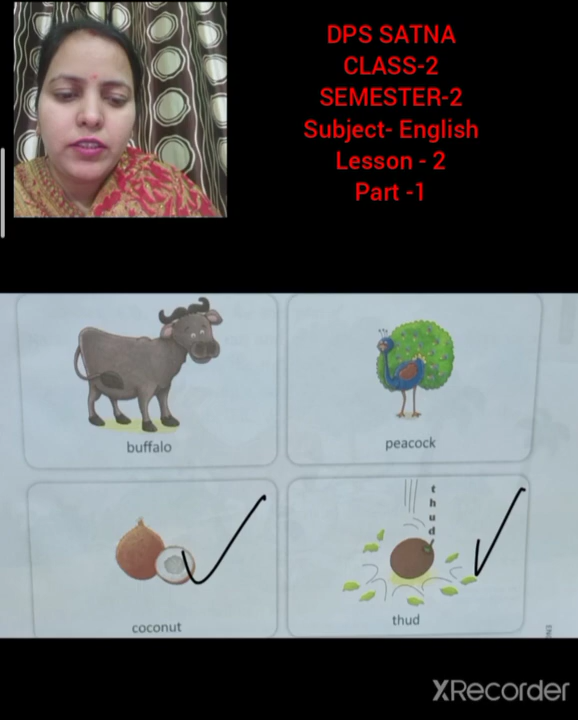 DPS SATNA
CLASS-2
SEMESTER-2
Subject- English
Lesson - 2
Part -1
buffalo
peacock
t
h
u
d
coconut
thud
XRecorder